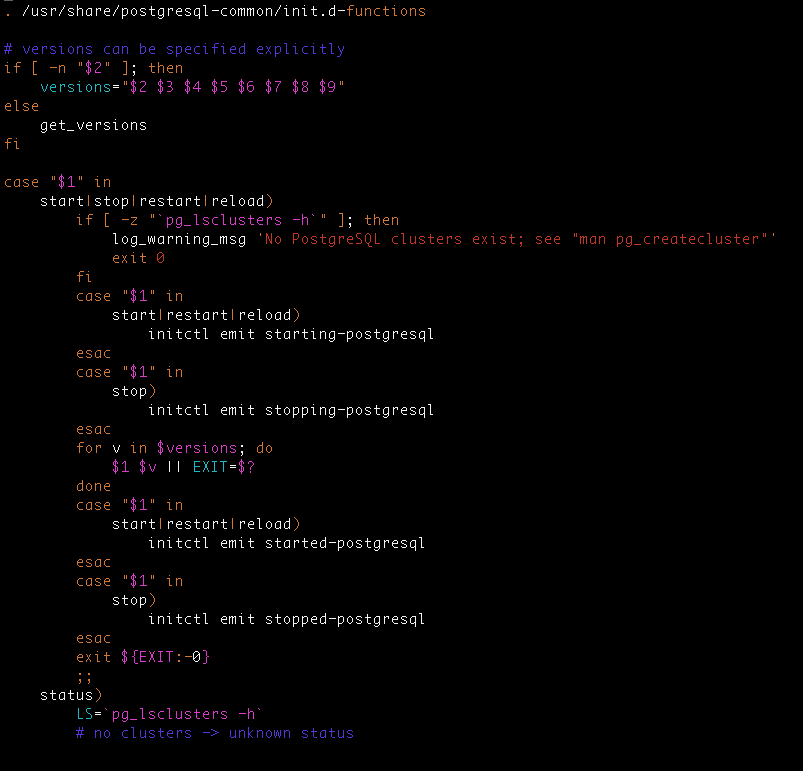 . /usr/share/postgresql-common/init.d-functions

# versions can be specified explicitly
if [ -n "$2" ]; then
    versions="$2 $3 $4 $5 $6 $7 $8 $9"
else
    get_versions
fi

case "$1" in
    start|stop|restart|reload)
        if [ -z "`pg_lsclusters -h`" ]; then
            log_warning_msg 'No PostgreSQL clusters exist; see "man pg_createcluster"'
            exit 0
        fi
        case "$1" in
            start|restart|reload)
                initctl emit starting-postgresql
        esac
        case "$1" in
            stop)
                initctl emit stopping-postgresql
        esac
        for v in $versions; do
            $1 $v || EXIT=$?
        done
        case "$1" in
            start|restart|reload)
                initctl emit started-postgresql
        esac
        case "$1" in
            stop)
                initctl emit stopped-postgresql
        esac
        exit ${EXIT:-0}
        ;;
    status)
        LS=`pg_lsclusters -h`
        # no clusters -> unknown status